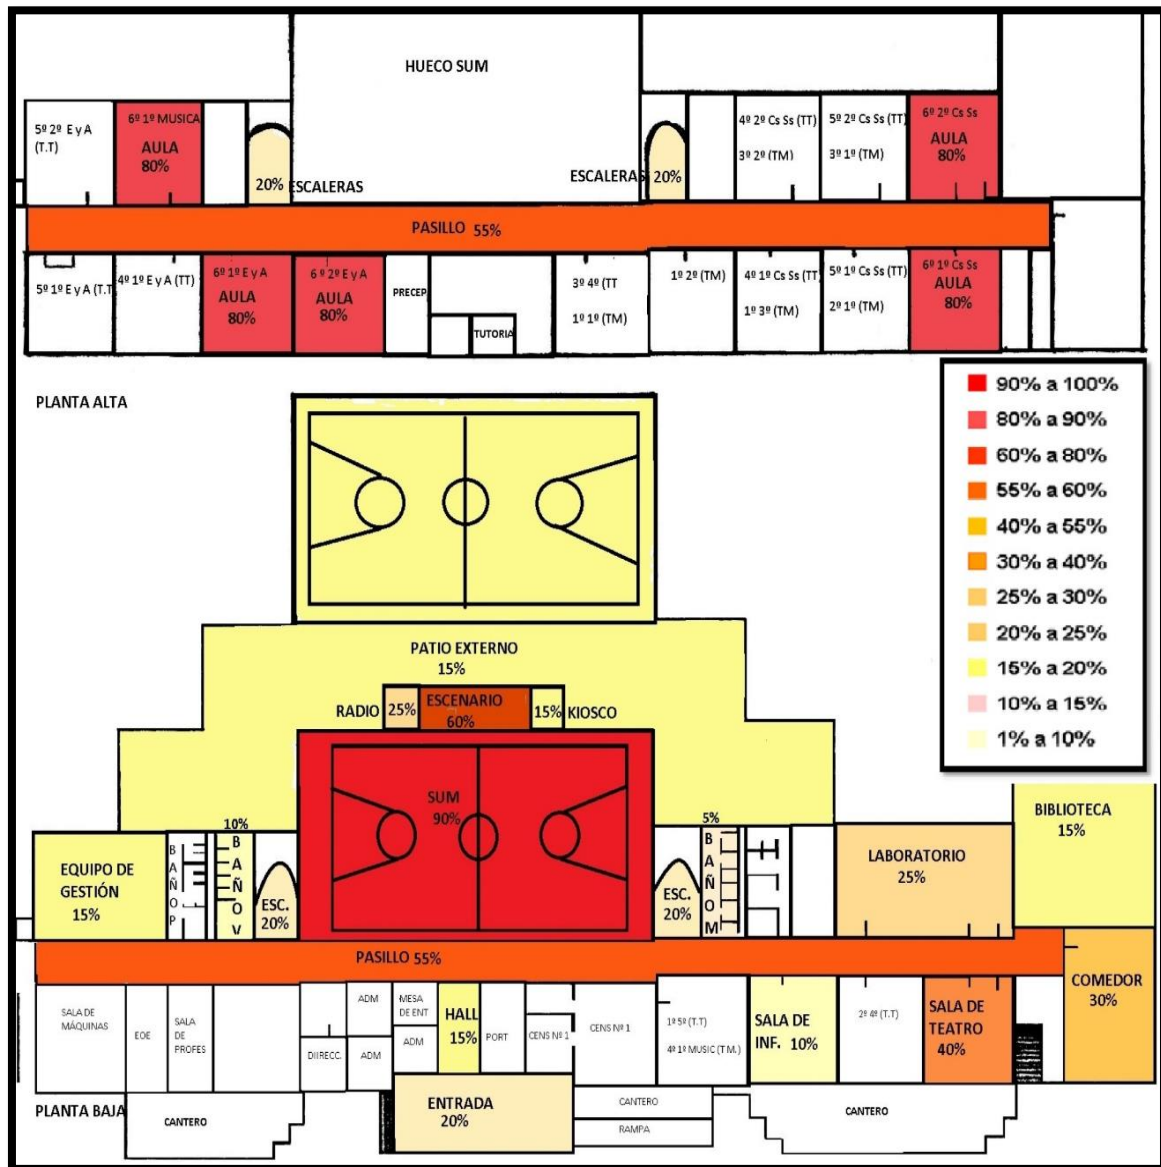 HUECO SUM
5º 2º E y A
(T.T)
6º 1º MUSICA
AULA
80%
20% ESCALERAS
ESCALERAS
20%
4º 2º Cs Ss (TT)
3º 2º (TM)
5º 2º Cs Ss (TT)
3º 1º (TM)
6º 2º Cs Ss
AULA
80%
PASILLO 55%
5º 1º E y A (T.T
4º 1º E y A (TT)
6º 1º E y A
AULA
80%
6º 2º E y A
AULA
80%
PRECEP
TUTORIA
3º 4º (TT
1º 1º (TM)
1º 2º (TM)
4º 1º Cs Ss (TT)
1º 3º (TM)
5º 1º Cs Ss (TT)
2º 1º (TM)
6º 1º Cs Ss
AULA
80%
PLANTA ALTA
90% a 100%
80% a 90%
60% a 80%
55% a 60%
40% a 55%
30% a 40%
25% a 30%
20% a 25%
15% a 20%
10% a 15%
1% a 10%
PATIO EXTERNO
15%
RADIO
25%
ESCENARIO
60%
15%
KIOSCO
SUM
90%
10%
5%
EQUIPO DE
GESTIÓN
15%
BAÑO P
BAÑO V
ESC.
20%
ESC.
20%
BAÑO M
LABORATORIO
25%
BIBLIOTECA
15%
PASILLO 55%
COMEDOR
30%
SALA DE
MÁQUINAS
EOE
SALA
DE
PROFES
DIIRECC.
ADM
ADM
MESA
DE ENT
ADM
HALL
15%
PORT
CENS Nº 1
CENS Nº 1
1º 5º (T.T)
4º 1º MUSIC (T M.)
SALA DE
INF. 10%
2º 4º (T.T)
SALA DE
TEATRO
40%
PLANTA BAJA
CANTERO
ENTRADA
20%
CANTERO
RAMPA
CANTERO